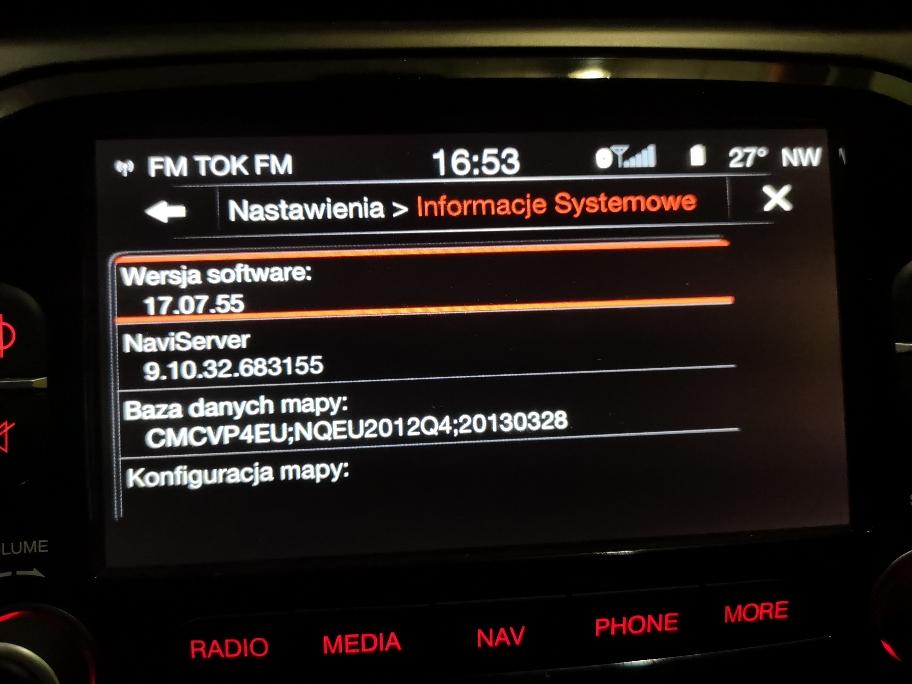 FM TOK FM 16:53 27° NW
Nastawienia > Informacje Systemowe
Wersja software:
17.07.55
NaviServer
9.10.32.683155
Baza danych mapy:
CMCVP4EU;NQEU2012Q4;20130328
Konfiguracja mapy:
LUME
RADIO MEDIA NAV PHONE MORE